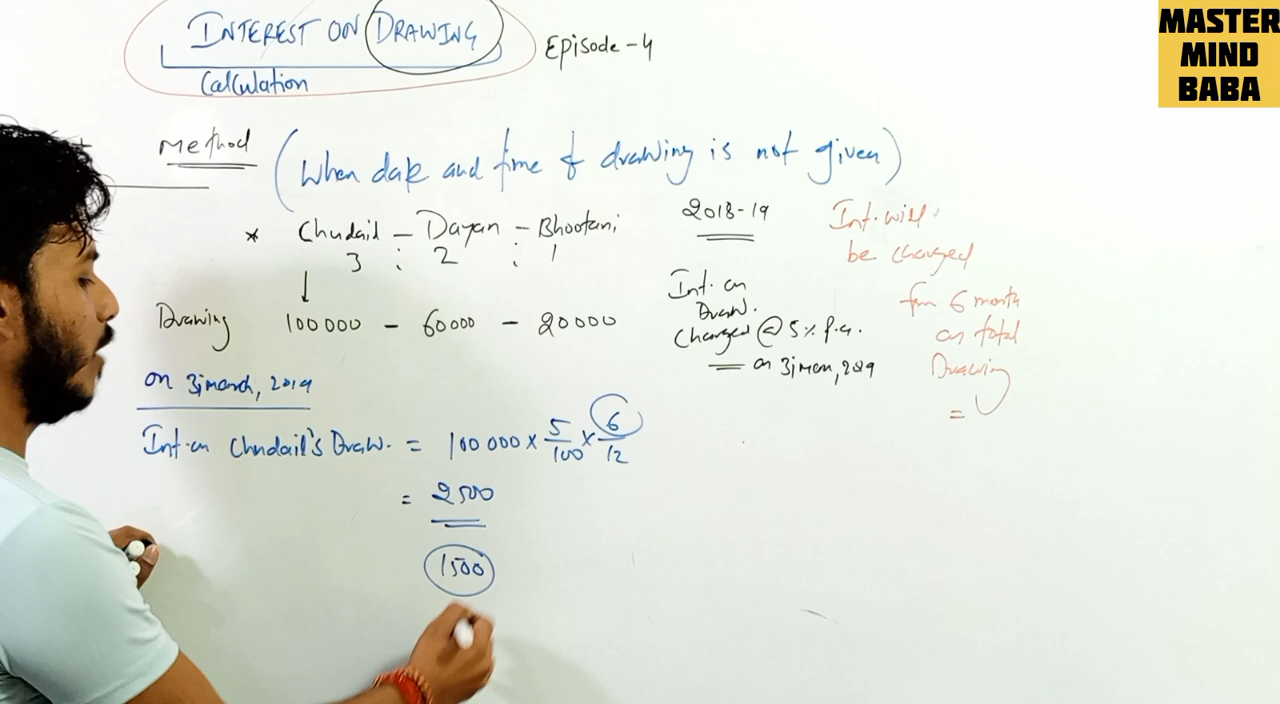 INTEREST ON DRAWING
Calculation
Episode-4
MASTER
MIND
BABA
Method (When date and time of drawing is not given)
* Chudail - Dayan - Bhootani
3 : 2 : 1
2018-19
Int. will
be charged
for 6 month
on total
Drawing
=
Int. on
Draw.
Charged @ 5% p.a.
= on 31 Mar, 2019
Drawing 100000 - 60000 - 20000
on 31 march, 2019
Int. on Chudail's Draw. = 100000 x 5/100 x 6/12
= 2500
1500